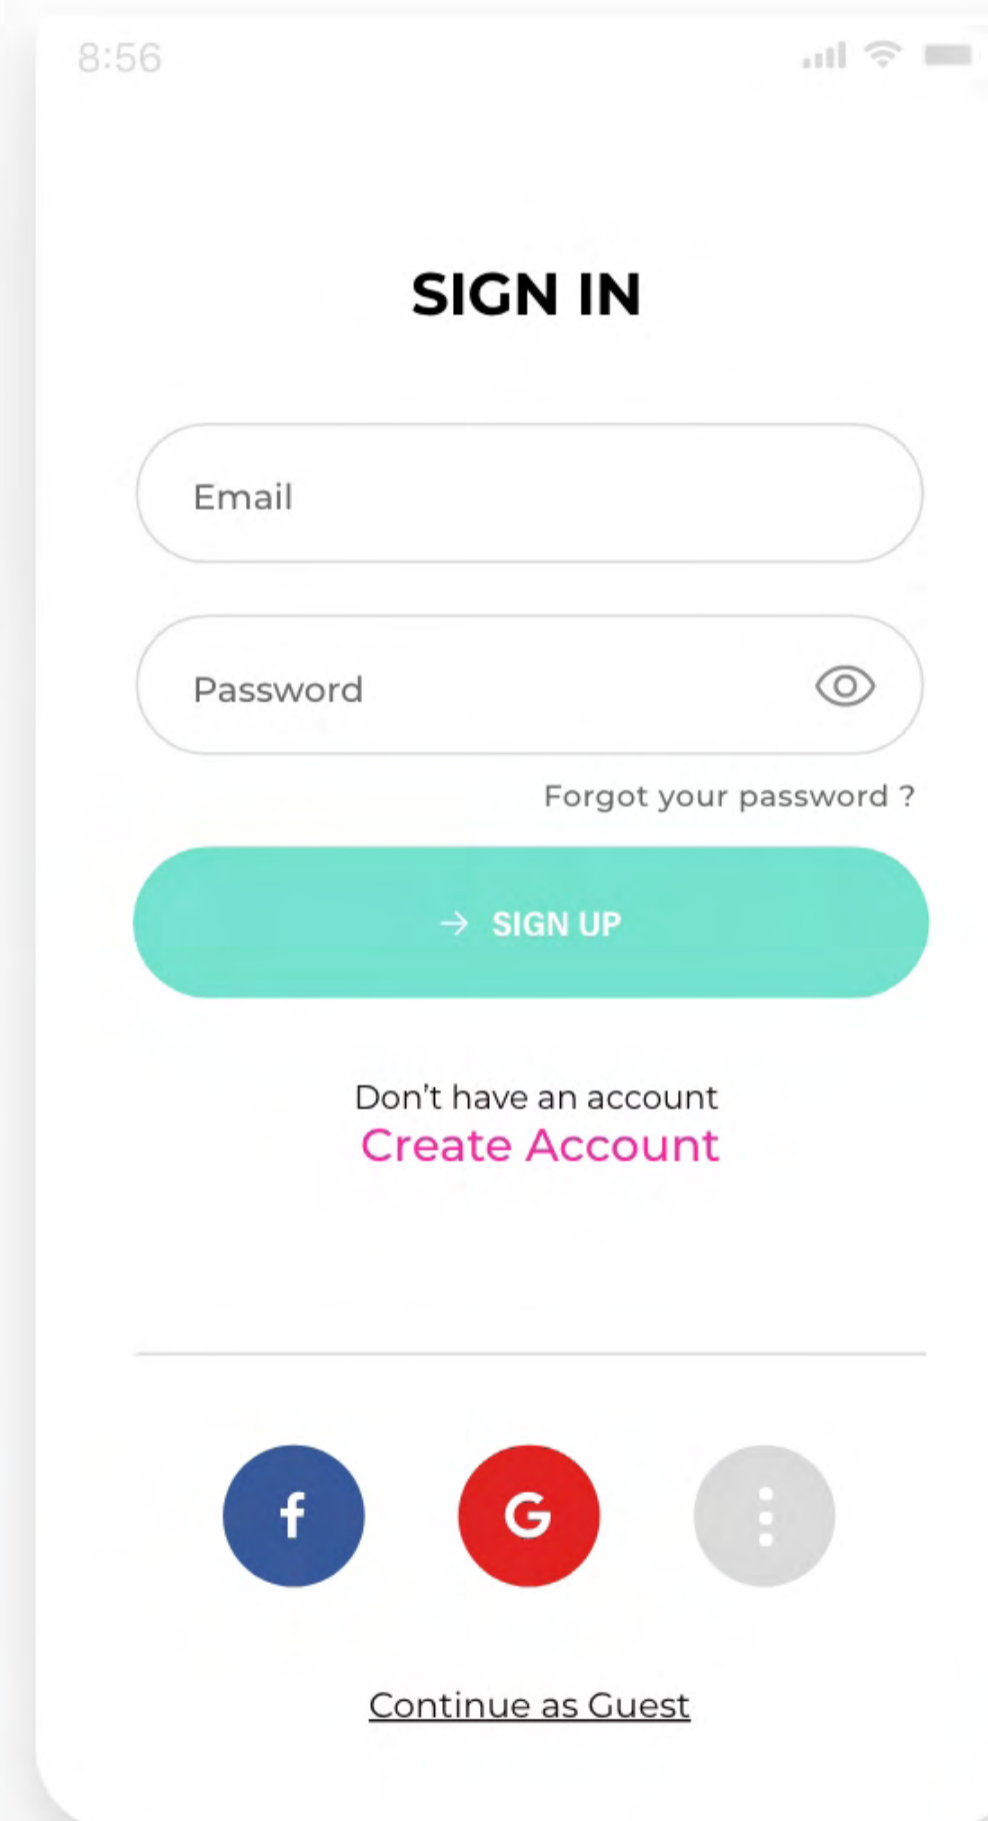 8:56
SIGN IN
Email
Password
Forgot your password ?
→ SIGN UP
Don't have an account
Create Account
f G
Continue as Guest